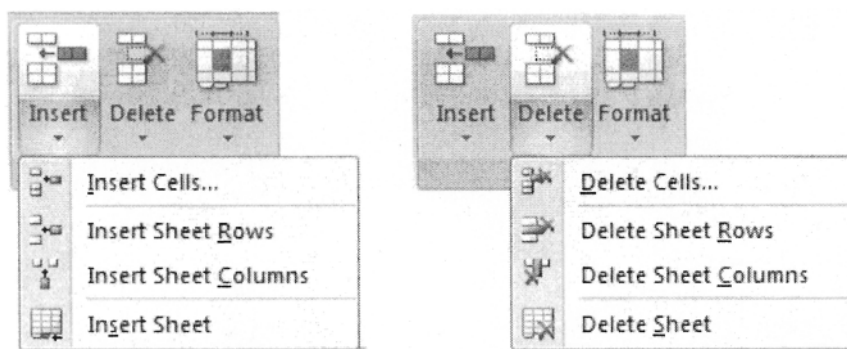 Insert Delete Format
Insert Cells...
Insert Sheet Rows
Insert Sheet Columns
Insert Sheet
Insert Delete Format
Delete Cells...
Delete Sheet Rows
Delete Sheet Columns
Delete Sheet